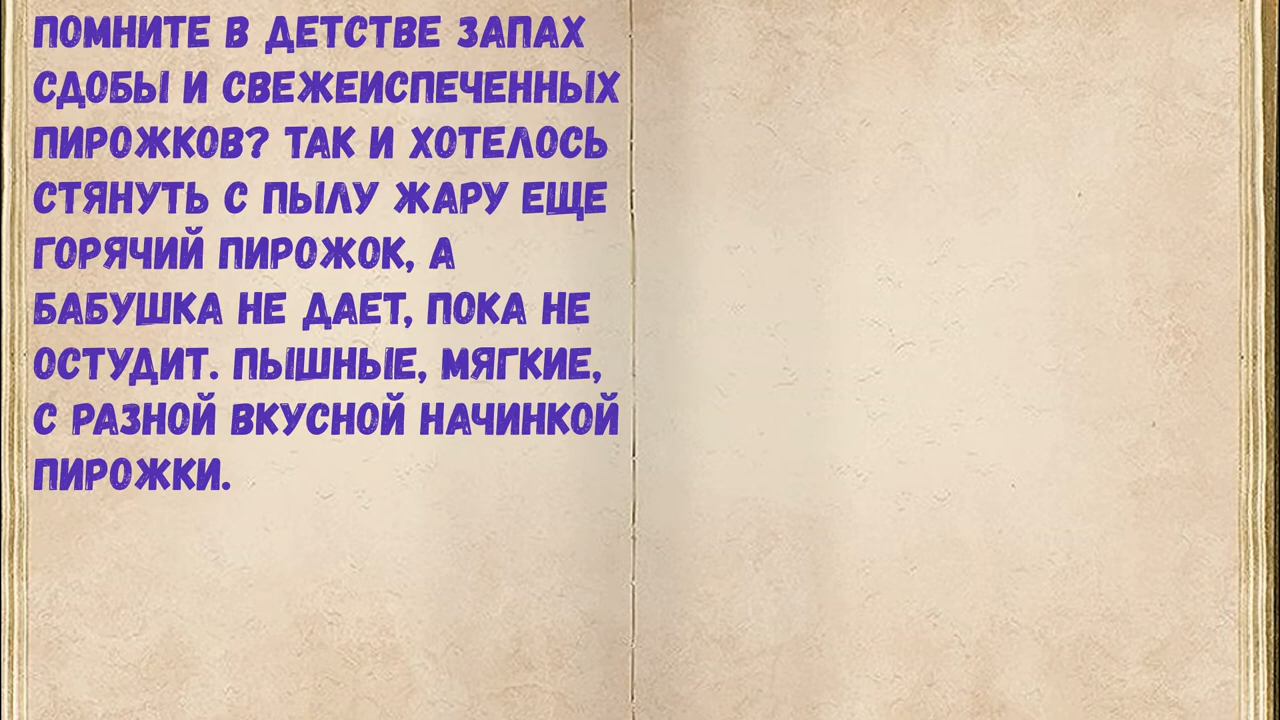 ПОМНИТЕ В ДЕТСТВЕ ЗАПАХ
СДОБЫ И СВЕЖЕИСПЕЧЕННЫХ
ПИРОЖКОВ? ТАК И ХОТЕЛОСЬ
СТЯНУТЬ С ПЫЛУ ЖАРУ ЕЩЕ
ГОРЯЧИЙ ПИРОЖОК, А
БАБУШКА НЕ ДАЕТ, ПОКА НЕ
ОСТУДИТ. ПЫШНЫЕ, МЯГКИЕ,
С РАЗНОЙ ВКУСНОЙ НАЧИНКОЙ
ПИРОЖКИ.